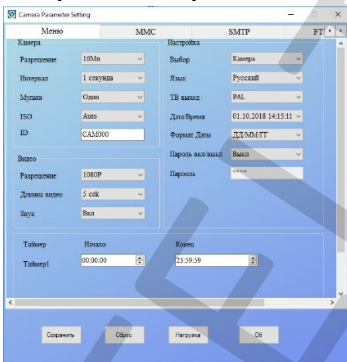 Camera Parameter Setting
Меню MMC SMTP FT
Камера
Разрешение 16Мп
Интервал 1 секунда
Мульти Один
ISO Auto
ID CAM000
Видео
Разрешение 1080P
Длинна видео 5 сек
Звук Вкл
Настройка
Выбор Камера
Язык Русский
ТВ выход PAL
Дата/Время 01.10.2018 14:15:11
Формат Даты ДД/ММ/ГГ
Пароль вкл/выкл Выкл
Пароль ****
Таймер Начало Конец
Таймер1 00:00:00 23:59:59
Сохранить Сброс Нагрузка Об